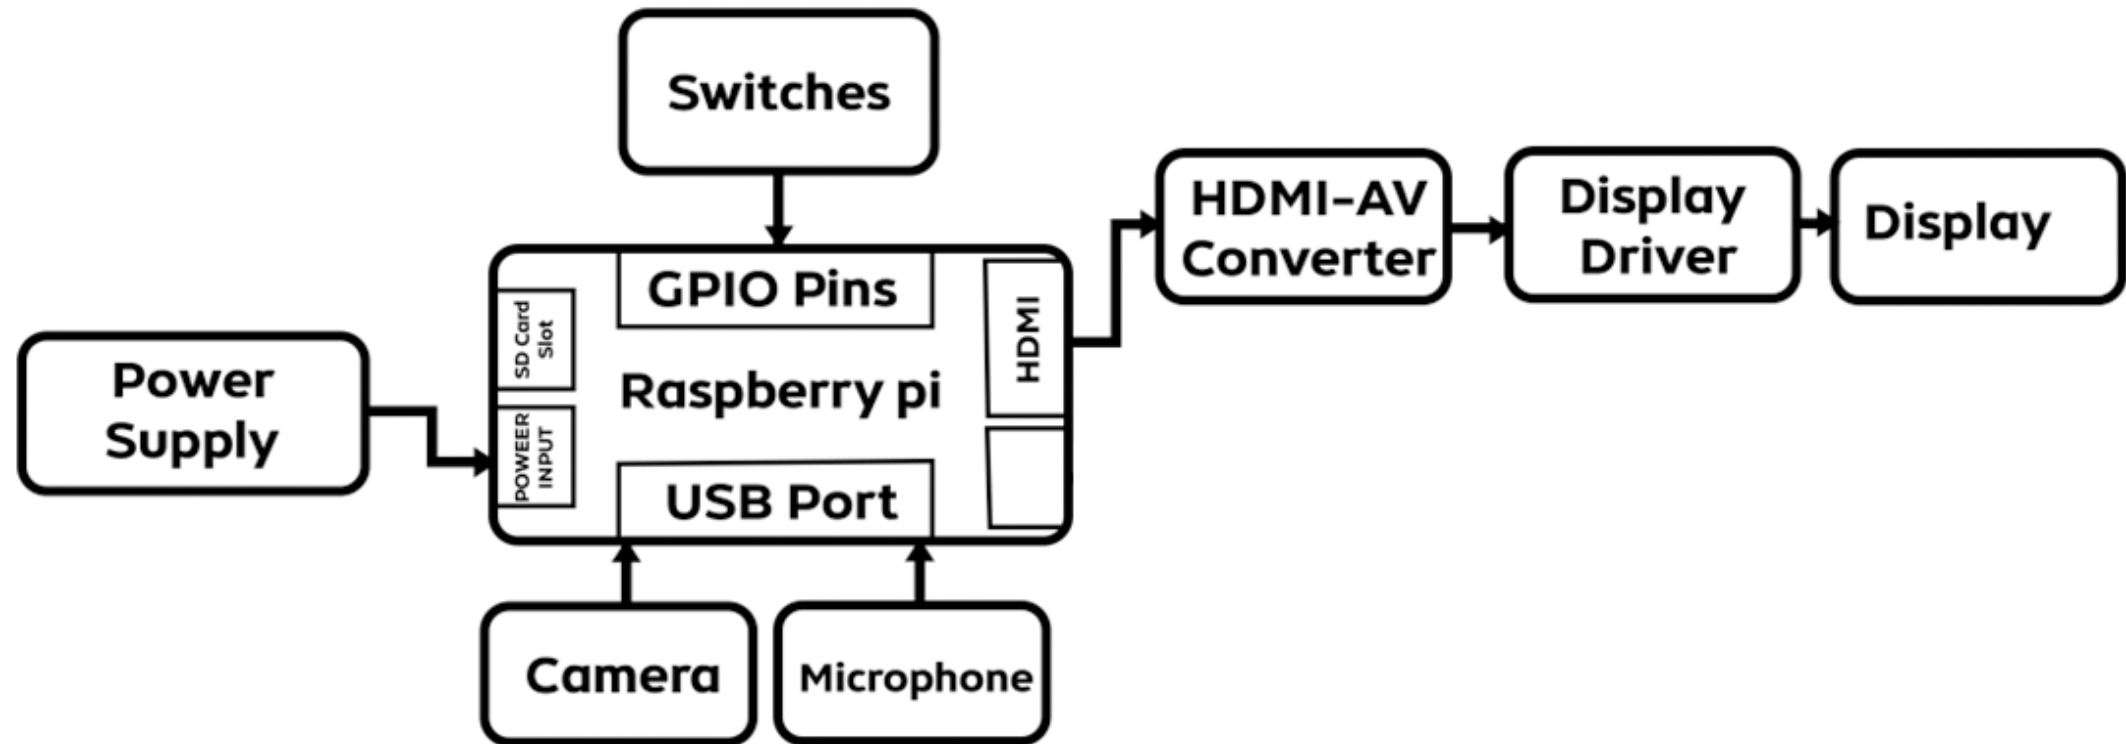 Switches
HDMI-AV
Converter
Display
Driver
Display
GPIO Pins
SD Card
Slot
HDMI
Power
Supply
Raspberry pi
POWEER
INPUT
USB Port
Camera
Microphone